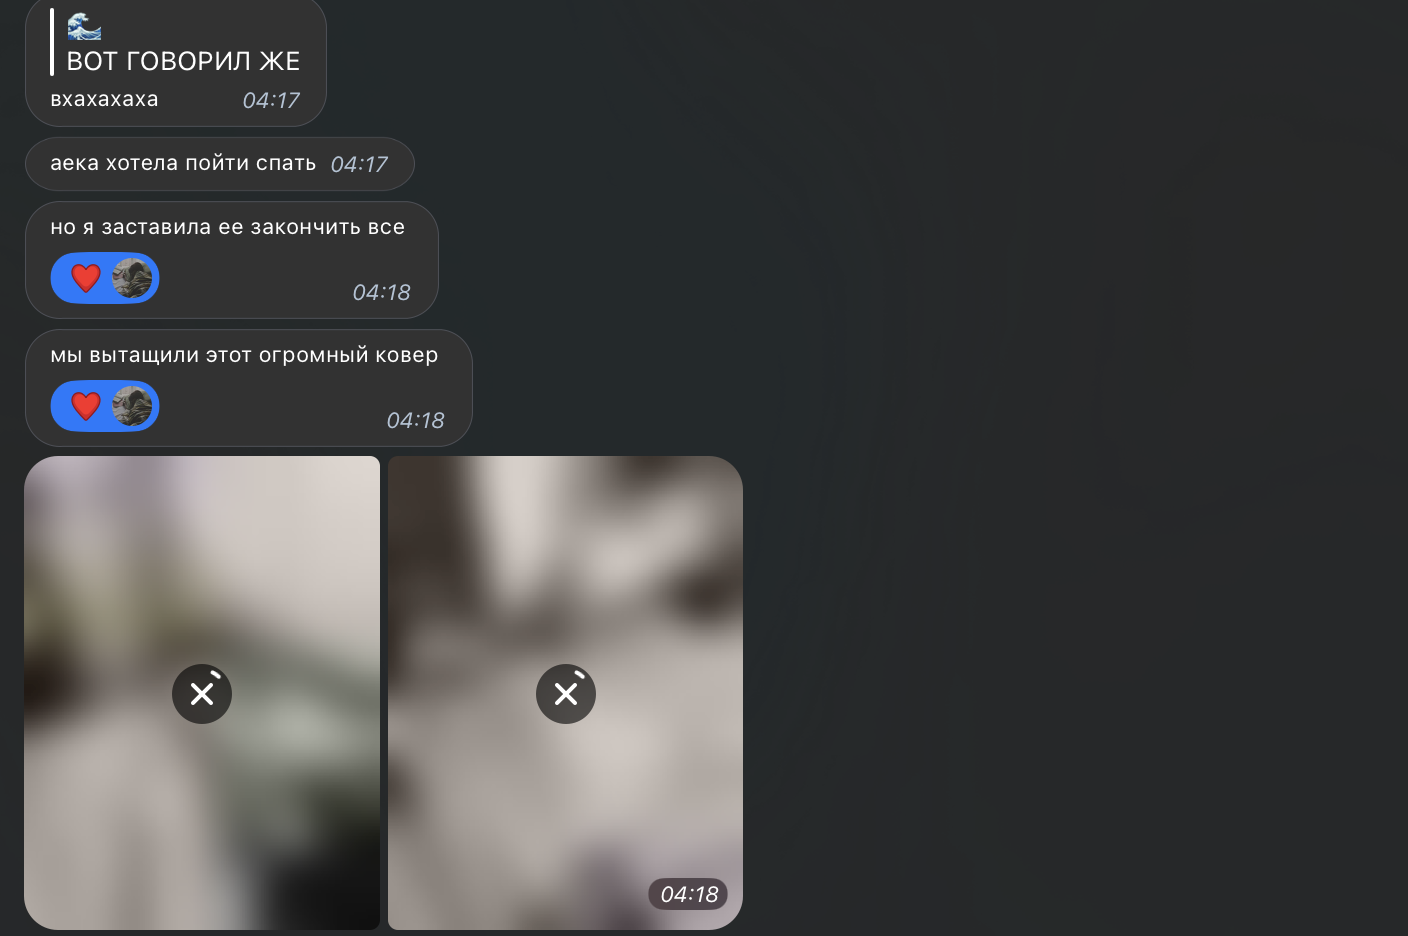 🌊
ВОТ ГОВОРИЛ ЖЕ
вхахахаха 04:17
аека хотела пойти спать 04:17
но я заставила ее закончить все
04:18
мы вытащили этот огромный ковер
04:18
04:18